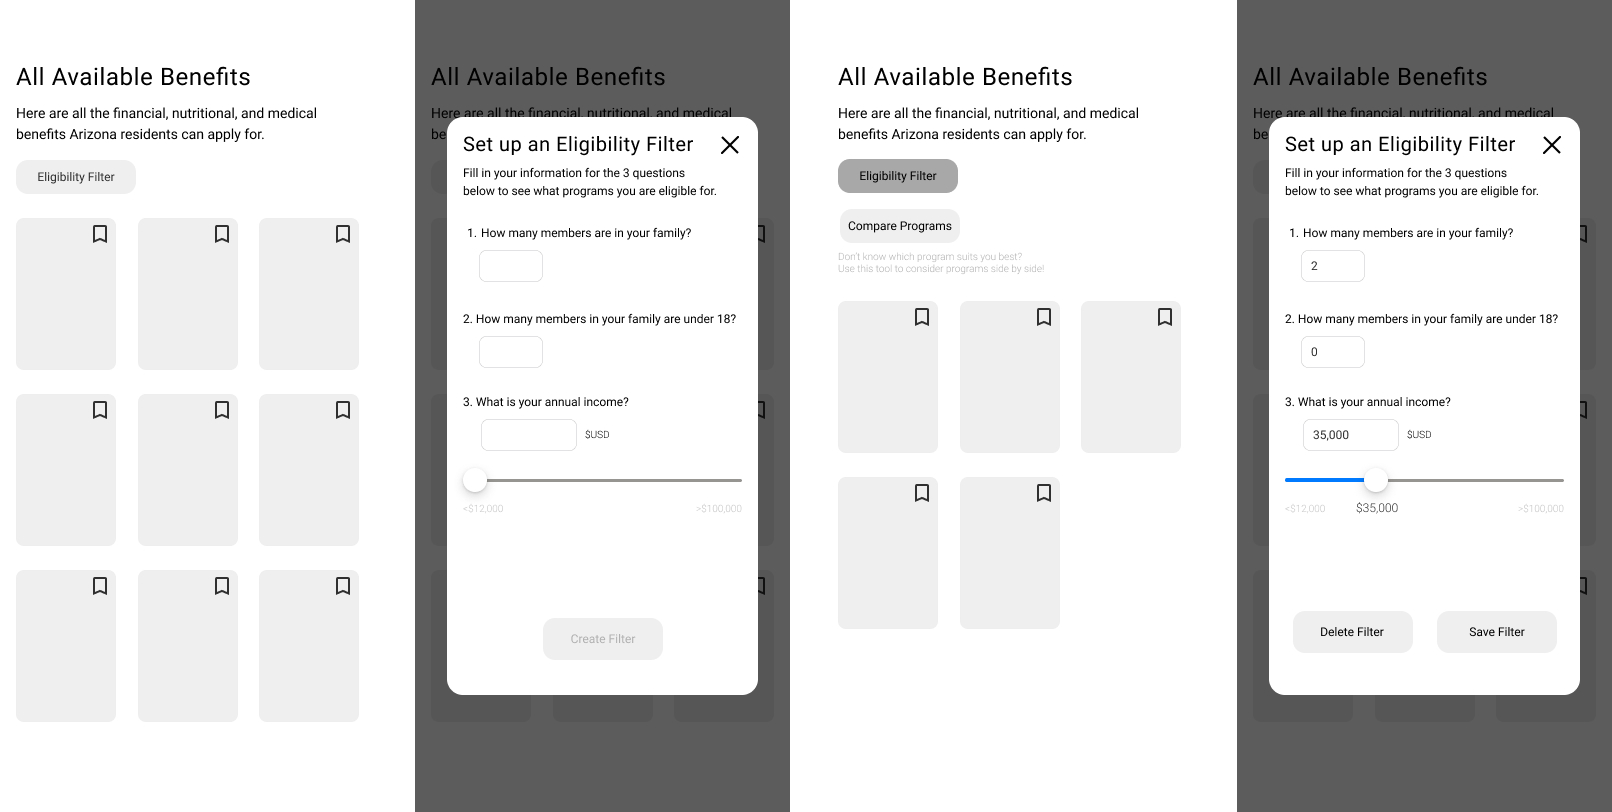 All Available Benefits
Here are all the financial, nutritional, and medical
benefits Arizona residents can apply for.
Eligibility Filter
All Available Benefits
Here are all the financial, nutritional, and medical
be
Set up an Eligibility Filter
Fill in your information for the 3 questions
below to see what programs you are eligible for.
1. How many members are in your family?
2. How many members in your family are under 18?
3. What is your annual income?
$USD
<$12,000
>$100,000
Create Filter
All Available Benefits
Here are all the financial, nutritional, and medical
benefits Arizona residents can apply for.
Eligibility Filter
Compare Programs
Don't know which program suits you best?
Use this tool to consider programs side by side!
All Available Benefits
Here are all the financial, nutritional, and medical
be
Set up an Eligibility Filter
Fill in your information for the 3 questions
below to see what programs you are eligible for.
1. How many members are in your family?
2
2. How many members in your family are under 18?
0
3. What is your annual income?
35,000 $USD
<$12,000 $35,000 >$100,000
Delete Filter
Save Filter